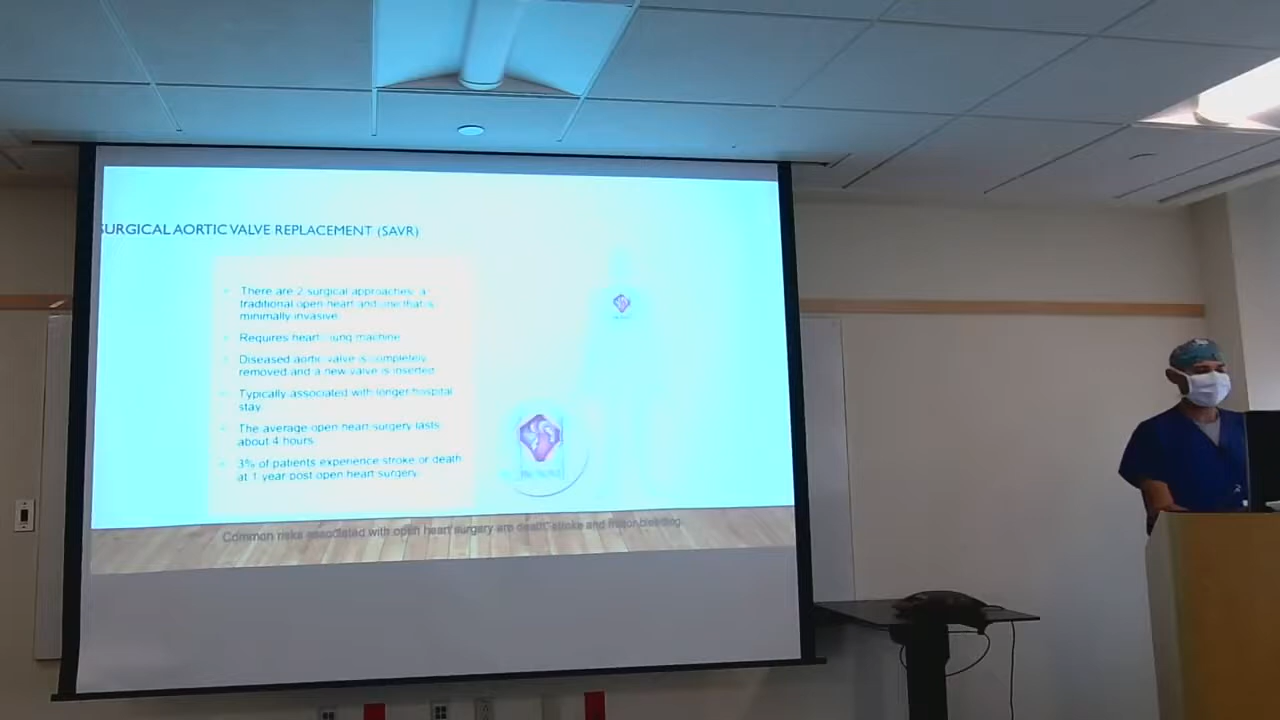 SURGICAL AORTIC VALVE REPLACEMENT (SAVR)
There are 2 surgical approaches, a
traditional open heart and one that is
minimally invasive.
Requires heart - lung machine
Diseased aortic valve is completely
removed and a new valve is inserted.
Typically associated with longer hospital
stay.
The average open heart surgery lasts
about 4 hours
3% of patients experience stroke or death
at 1 year post open heart surgery.
Common risks associated with open heart surgery are death, stroke and major bleeding.